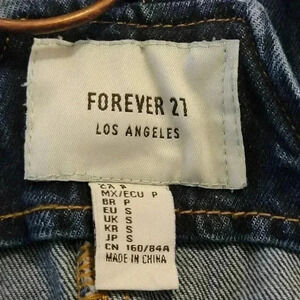 FOREVER 21
LOS ANGELES
MX/ECU P
BR P
EU S
UK S
KR S
JP S
CN 160/84A
MADE IN CHINA